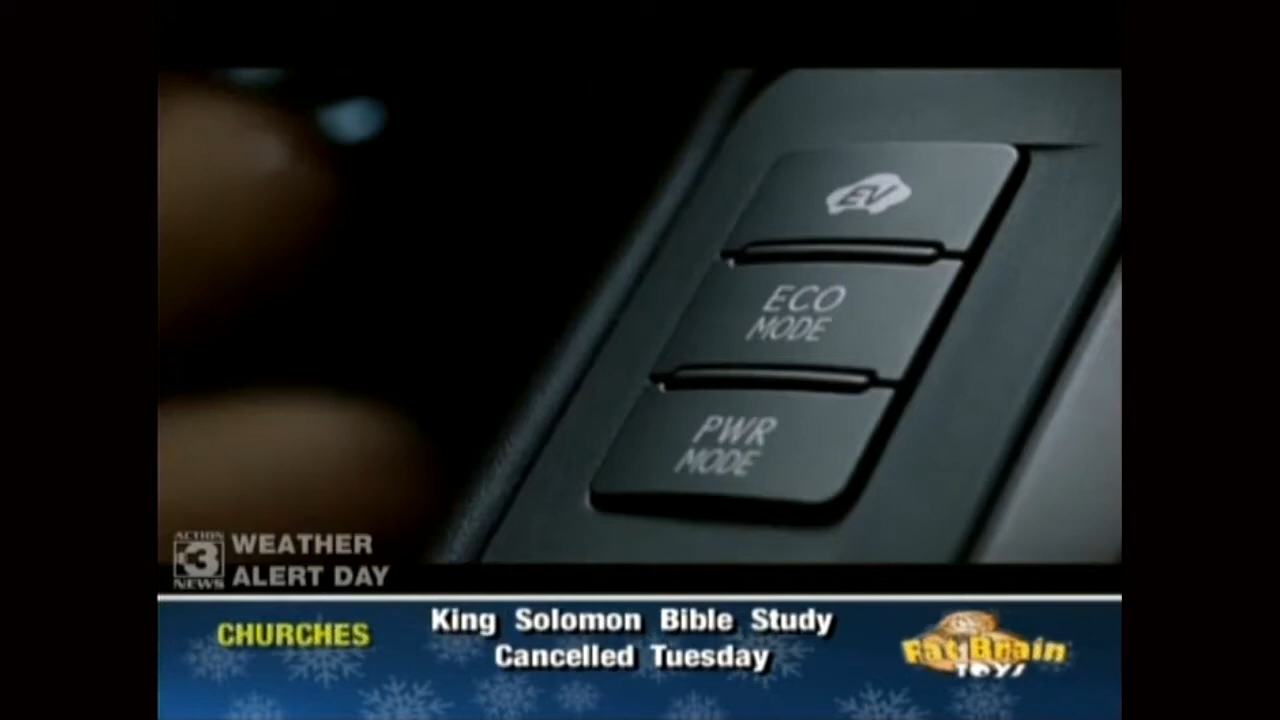 EV
ECO
MODE
PWR
MODE
ACTION
3
NEWS
WEATHER
ALERT DAY
CHURCHES
King Solomon Bible Study
Cancelled Tuesday
Fat Brain
TOYS